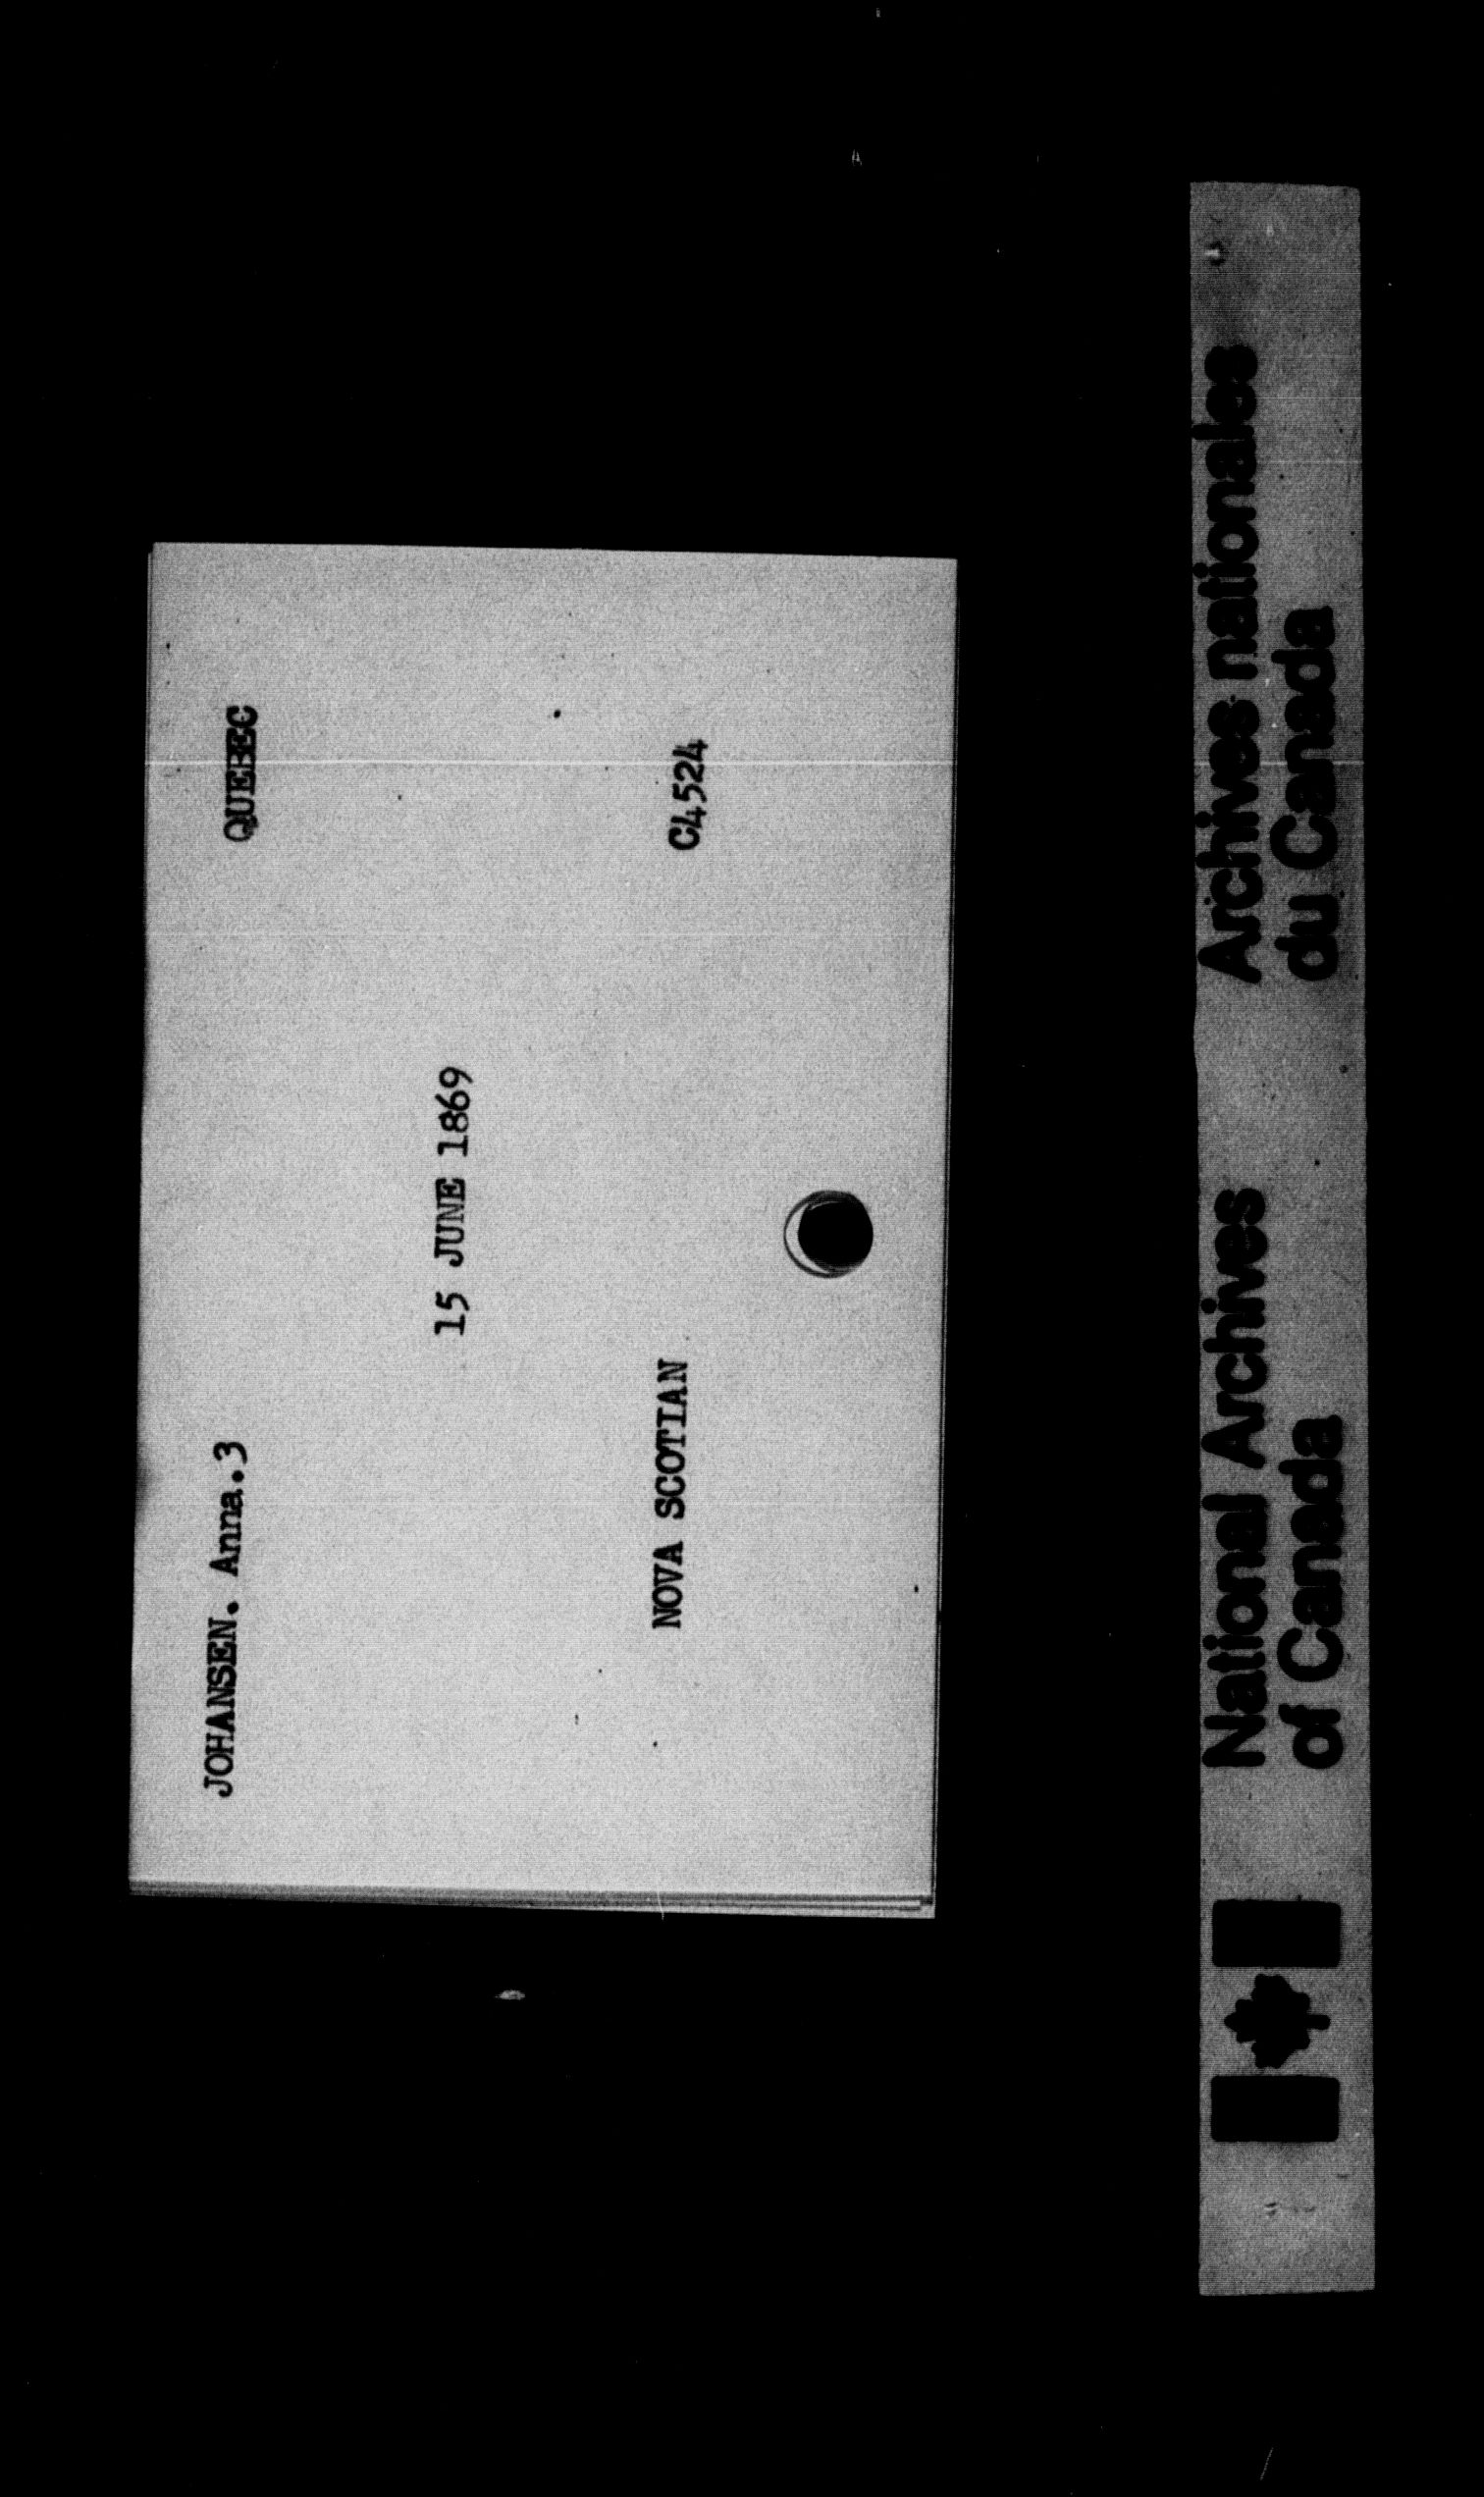 JOHANSEN. Anna.3 QUEBEC
15 JUNE 1869
NOVA SCOTIAN C4524
National Archives Archives nationales
of Canada du Canada